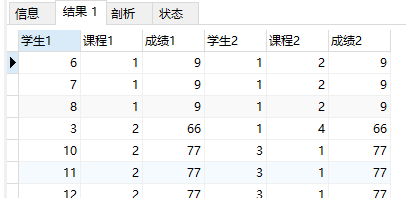 信息 结果 1 剖析 状态
学生1 课程1 成绩1 学生2 课程2 成绩2
6 1 9 1 2 9
7 1 9 1 2 9
8 1 9 1 2 9
3 2 66 1 4 66
10 2 77 3 1 77
11 2 77 3 1 77
12 2 77 3 1 77